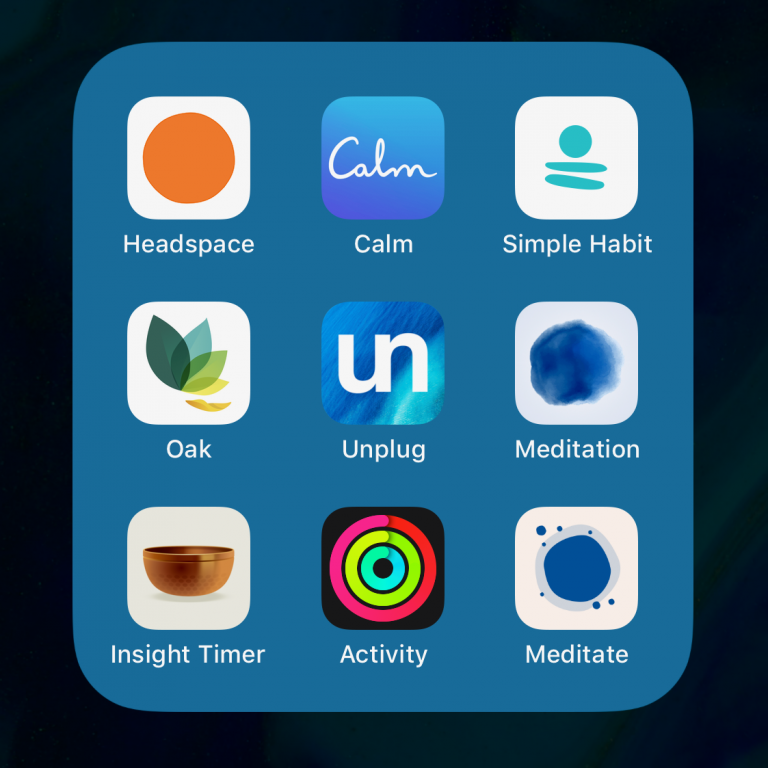 Calm
Headspace
Calm
Simple Habit
un
Oak
Unplug
Meditation
Insight Timer
Activity
Meditate